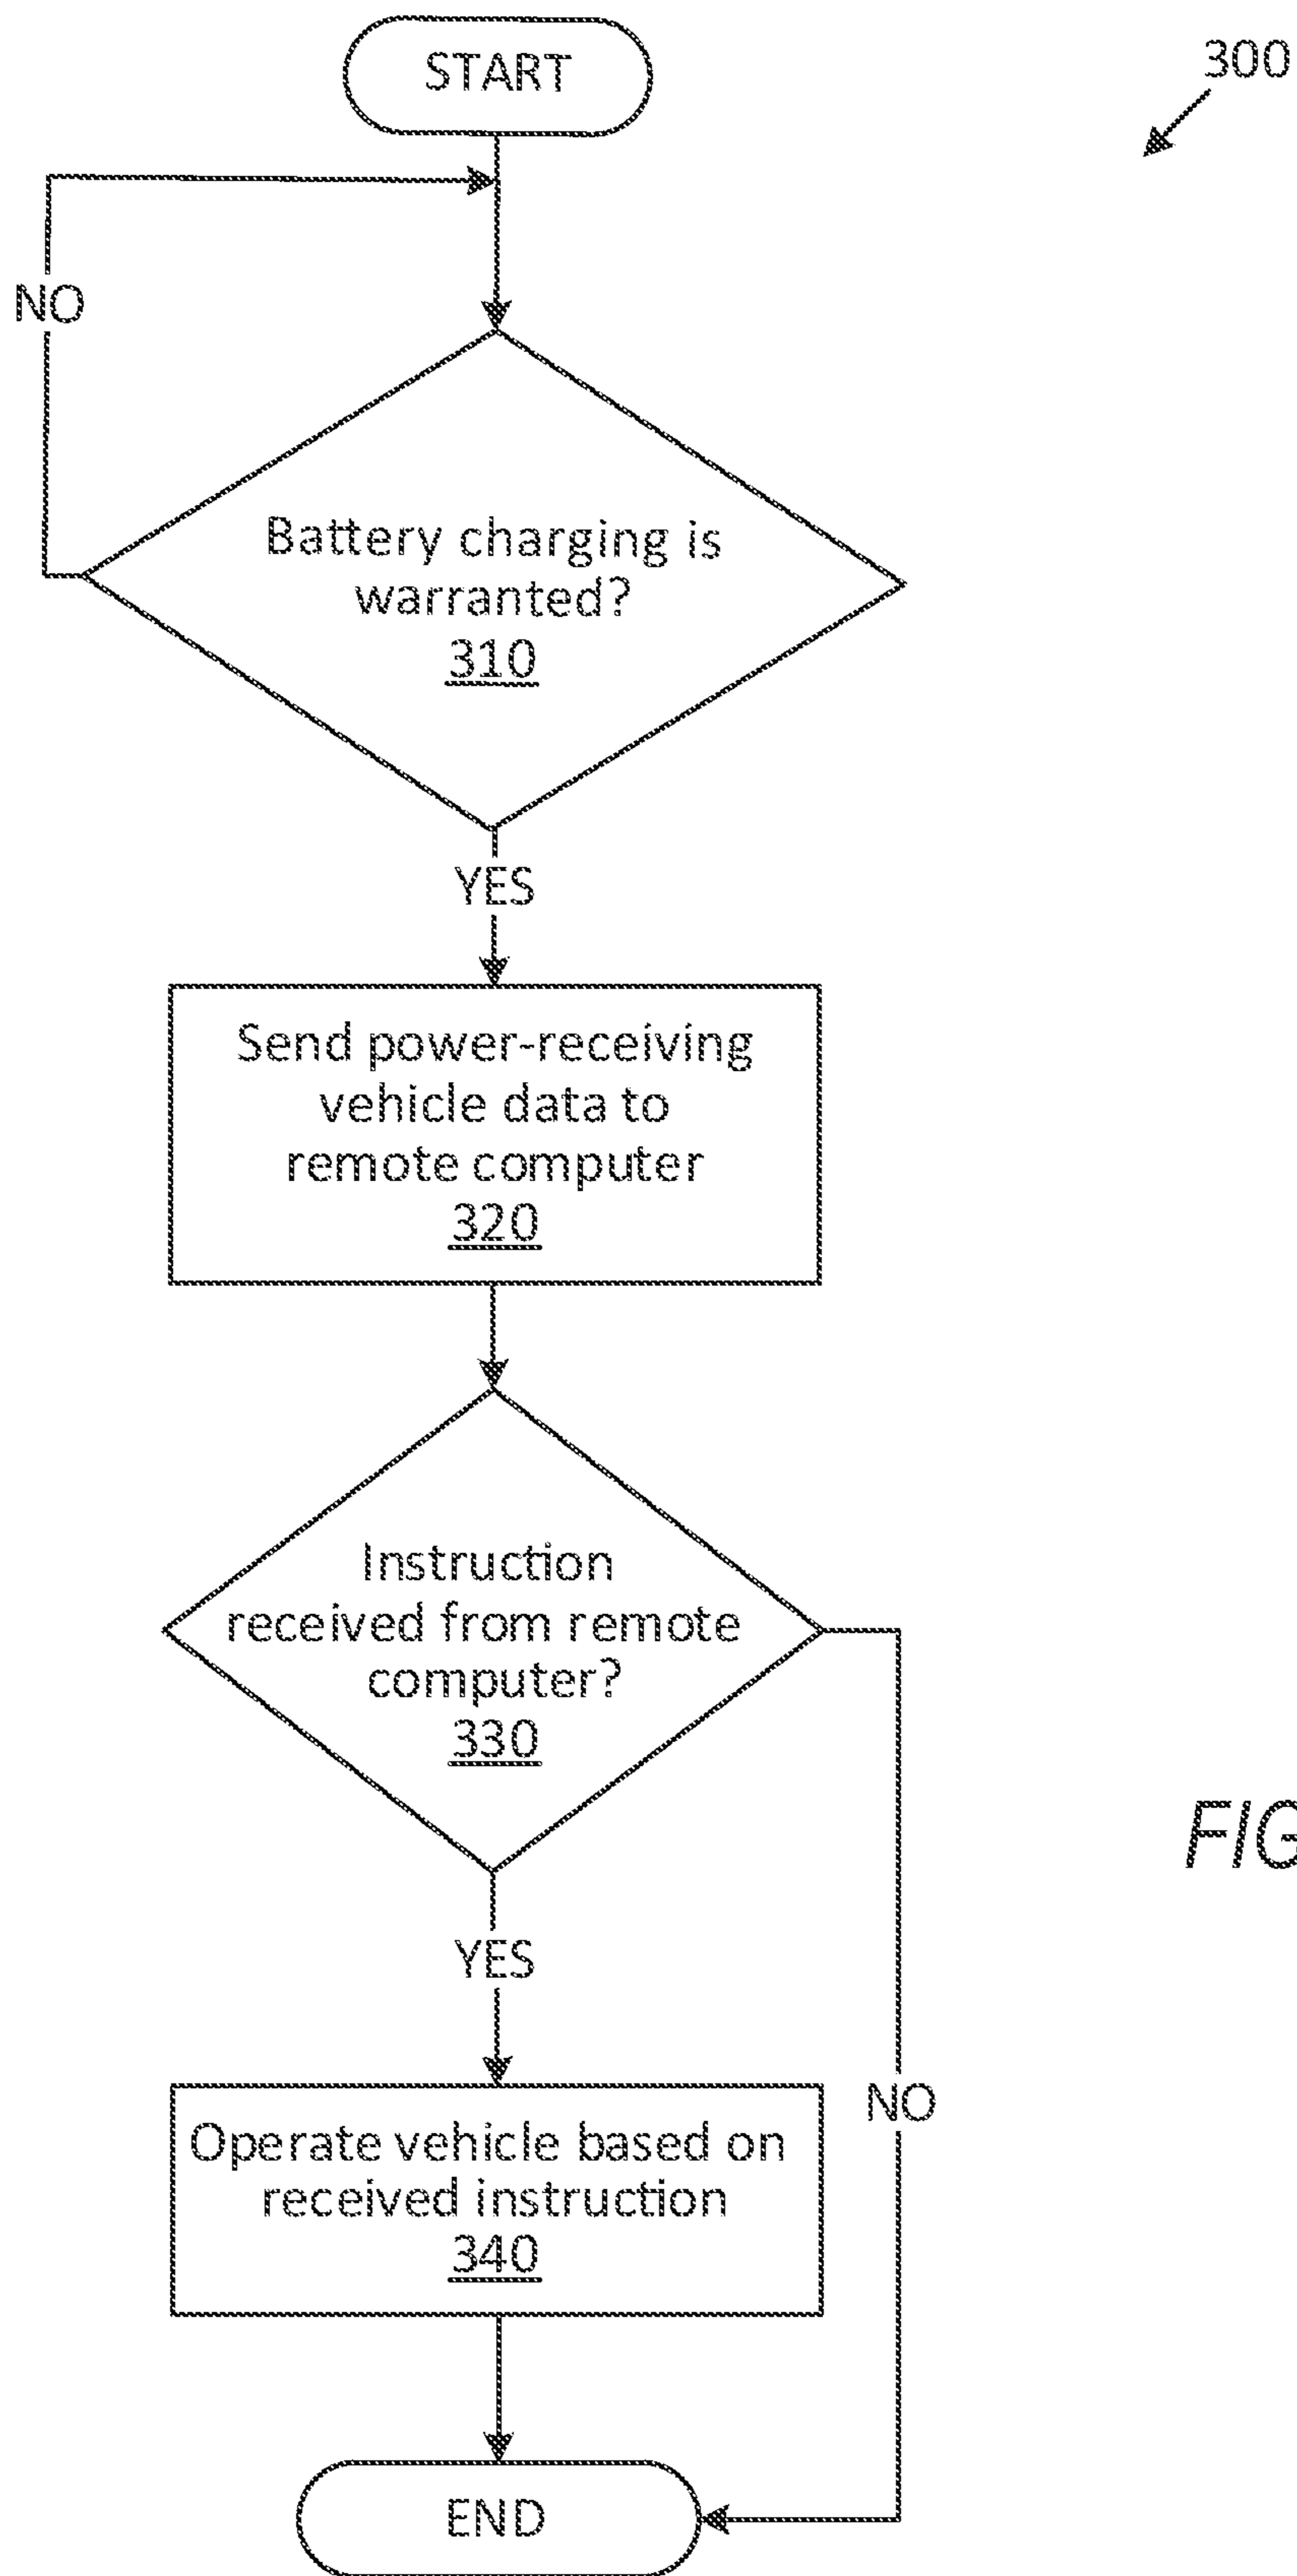 START
300
NO
Battery charging is
warranted?
310
YES
Send power-receiving
vehicle data to
remote computer
320
Instruction
received from remote
computer?
330
FIG
YES
NO
Operate vehicle based on
received instruction
340
END